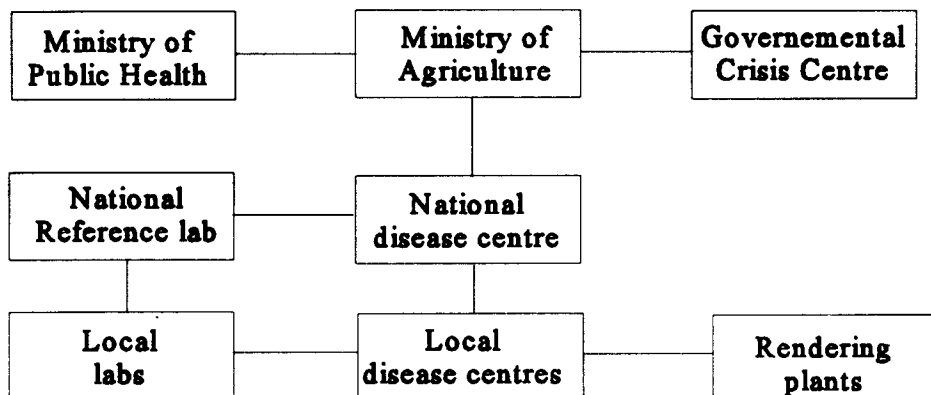 Ministry of
Public Health
Ministry of
Agriculture
Governemental
Crisis Centre
National
Reference lab
National
disease centre
Local
labs
Local
disease centres
Rendering
plants